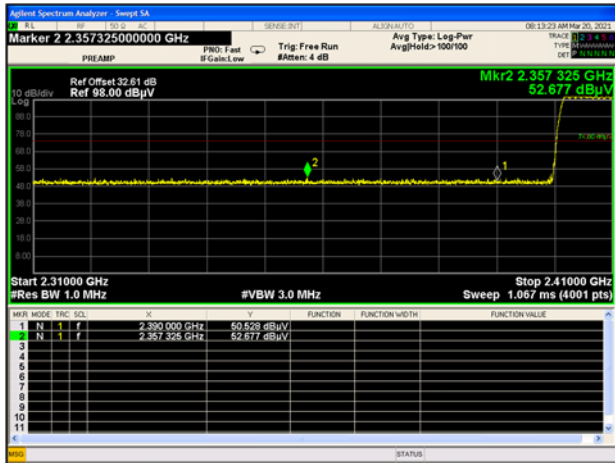 Agilent Spectrum Analyzer - Swept SA
RL RF 50 Ω AC SENSE:INT ALIGN AUTO 08:13:23 AM Mar 20, 2021
Marker 2 2.357325000000 GHz
PREAMP
PNO: Fast
IFGain:Low
Trig: Free Run
#Atten: 4 dB
Avg Type: Log-Pwr
Avg|Hold:>100/100
TRACE 1 2 3 4 5 6
TYPE
DET P N N N N N
Mkr2 2.357 325 GHz
52.677 dBµV
Ref Offset 32.61 dB
10 dB/div Ref 98.00 dBµV
Log
88.0
78.0
68.0
58.0
48.0
38.0
28.0
18.0
8.00
2
1
Start 2.31000 GHz
Stop 2.41000 GHz
#Res BW 1.0 MHz
#VBW 3.0 MHz
Sweep 1.067 ms (4001 pts)
MKR MODE TRC SCL X Y FUNCTION FUNCTION WIDTH FUNCTION VALUE
1 N 1 f 2.390 000 GHz 50.528 dBµV
2 N 1 f 2.357 325 GHz 52.677 dBµV
3
4
5
6
7
8
9
10
11
MSG
STATUS